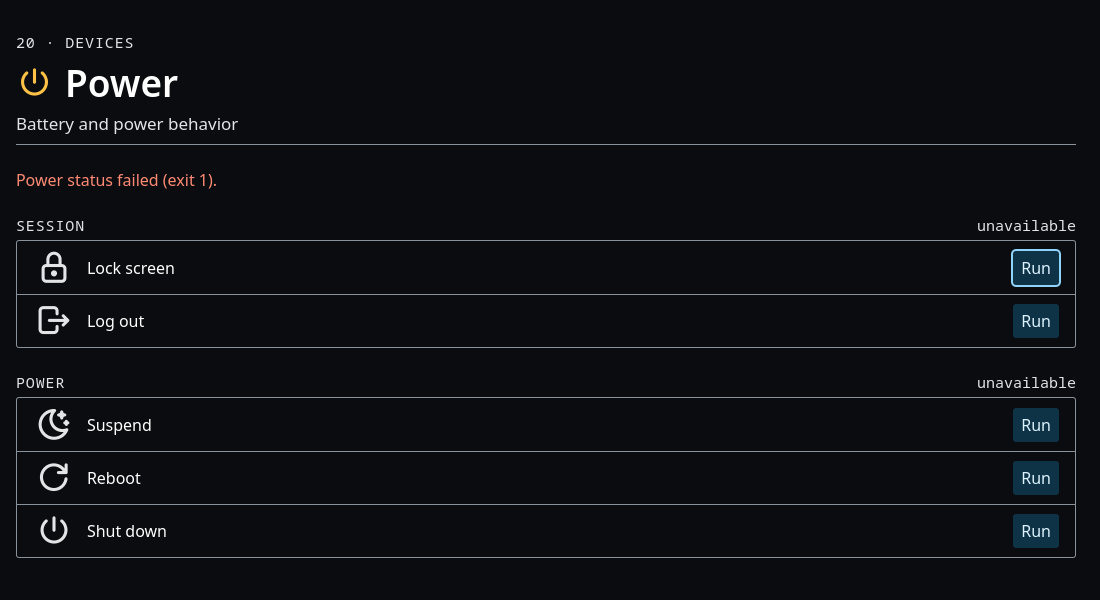 20 · DEVICES
Power
Battery and power behavior
Power status failed (exit 1).
SESSION unavailable
Lock screen Run
Log out Run
POWER unavailable
Suspend Run
Reboot Run
Shut down Run